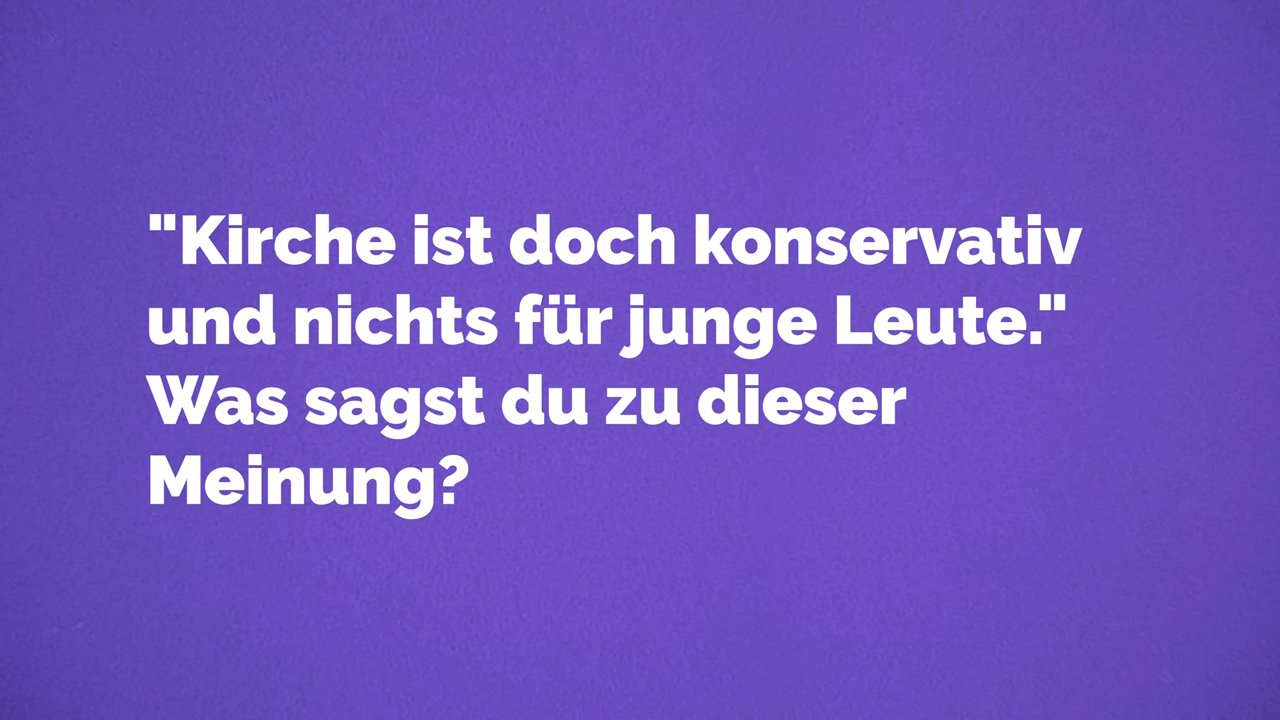 "Kirche ist doch konservativ
und nichts für junge Leute."
Was sagst du zu dieser
Meinung?